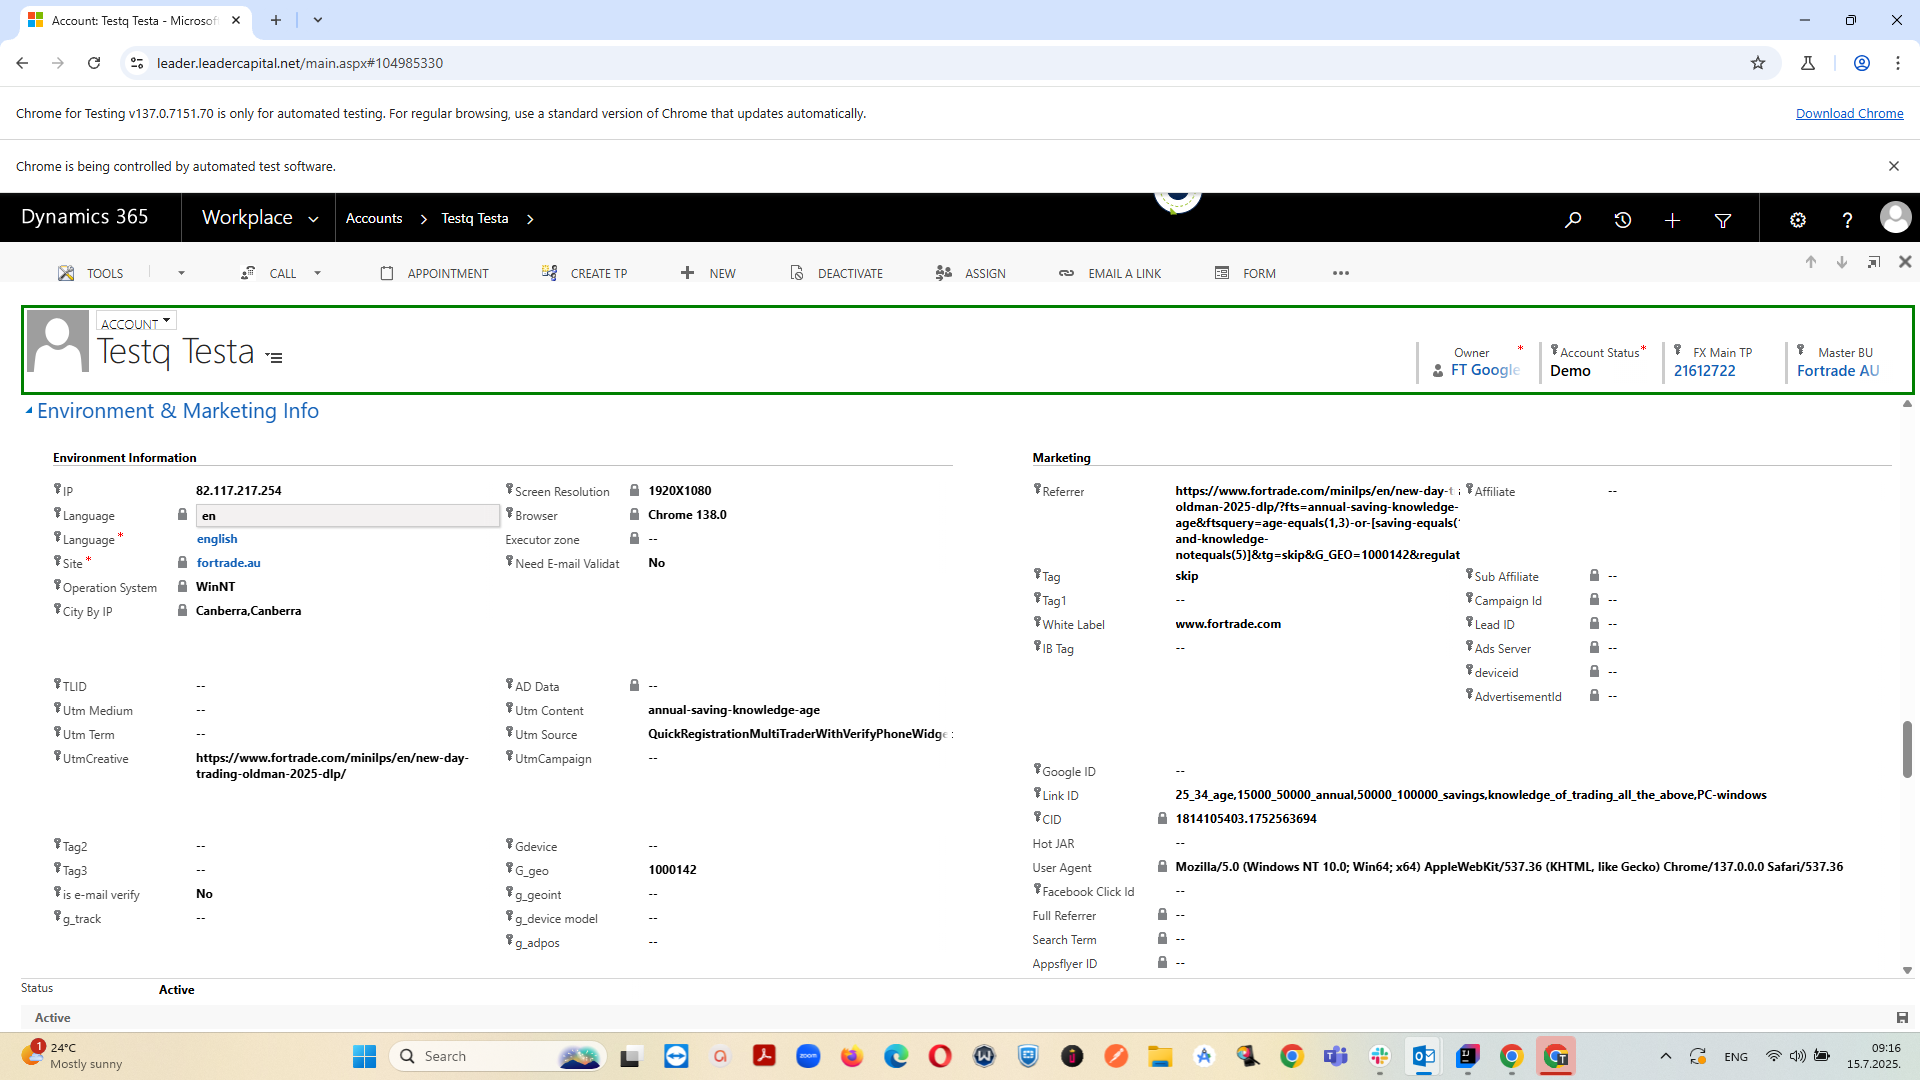 Account: Testq Testa - Microsof
leader.leadercapital.net/main.aspx#104985330
Chrome for Testing v137.0.7151.70 is only for automated testing. For regular browsing, use a standard version of Chrome that updates automatically.
Download Chrome
Chrome is being controlled by automated test software.
Dynamics 365
Workplace
Accounts
Testq Testa
TOOLS
CALL
APPOINTMENT
CREATE TP
NEW
DEACTIVATE
ASSIGN
EMAIL A LINK
FORM
•••
ACCOUNT
Testq Testa
Owner *
FT Google
Account Status *
Demo
FX Main TP
21612722
Master BU
Fortrade AU
Environment & Marketing Info
Environment Information
IP 82.117.217.254
Language en
Language * english
Site * fortrade.au
Operation System WinNT
City By IP Canberra,Canberra
Screen Resolution 1920X1080
Browser Chrome 138.0
Executor zone --
Need E-mail Validat No
TLID --
Utm Medium --
Utm Term --
UtmCreative https://www.fortrade.com/minilps/en/new-day-
trading-oldman-2025-dlp/
AD Data --
Utm Content annual-saving-knowledge-age
Utm Source QuickRegistrationMultiTraderWithVerifyPhoneWidge
UtmCampaign --
Tag2 --
Tag3 --
is e-mail verify No
g_track --
Gdevice --
G_geo 1000142
g_geoint --
g_device model --
g_adpos --
Marketing
Referrer https://www.fortrade.com/minilps/en/new-day-t
oldman-2025-dlp/?fts=annual-saving-knowledge-
age&ftsquery=age-equals(1,3)-or-[saving-equals(
and-knowledge-
notequals(5)]&tg=skip&G_GEO=1000142&regulat
Tag skip
Tag1 --
White Label www.fortrade.com
IB Tag --
Affiliate --
Sub Affiliate --
Campaign Id --
Lead ID --
Ads Server --
deviceid --
AdvertisementId --
Google ID --
Link ID 25_34_age,15000_50000_annual,50000_100000_savings,knowledge_of_trading_all_the_above,PC-windows
CID 1814105403.1752563694
Hot JAR --
User Agent Mozilla/5.0 (Windows NT 10.0; Win64; x64) AppleWebKit/537.36 (KHTML, like Gecko) Chrome/137.0.0.0 Safari/537.36
Facebook Click Id --
Full Referrer --
Search Term --
Appsflyer ID --
Status Active
Active
1
24°C
Mostly sunny
Search
zoom
ENG
09:16
15.7.2025.